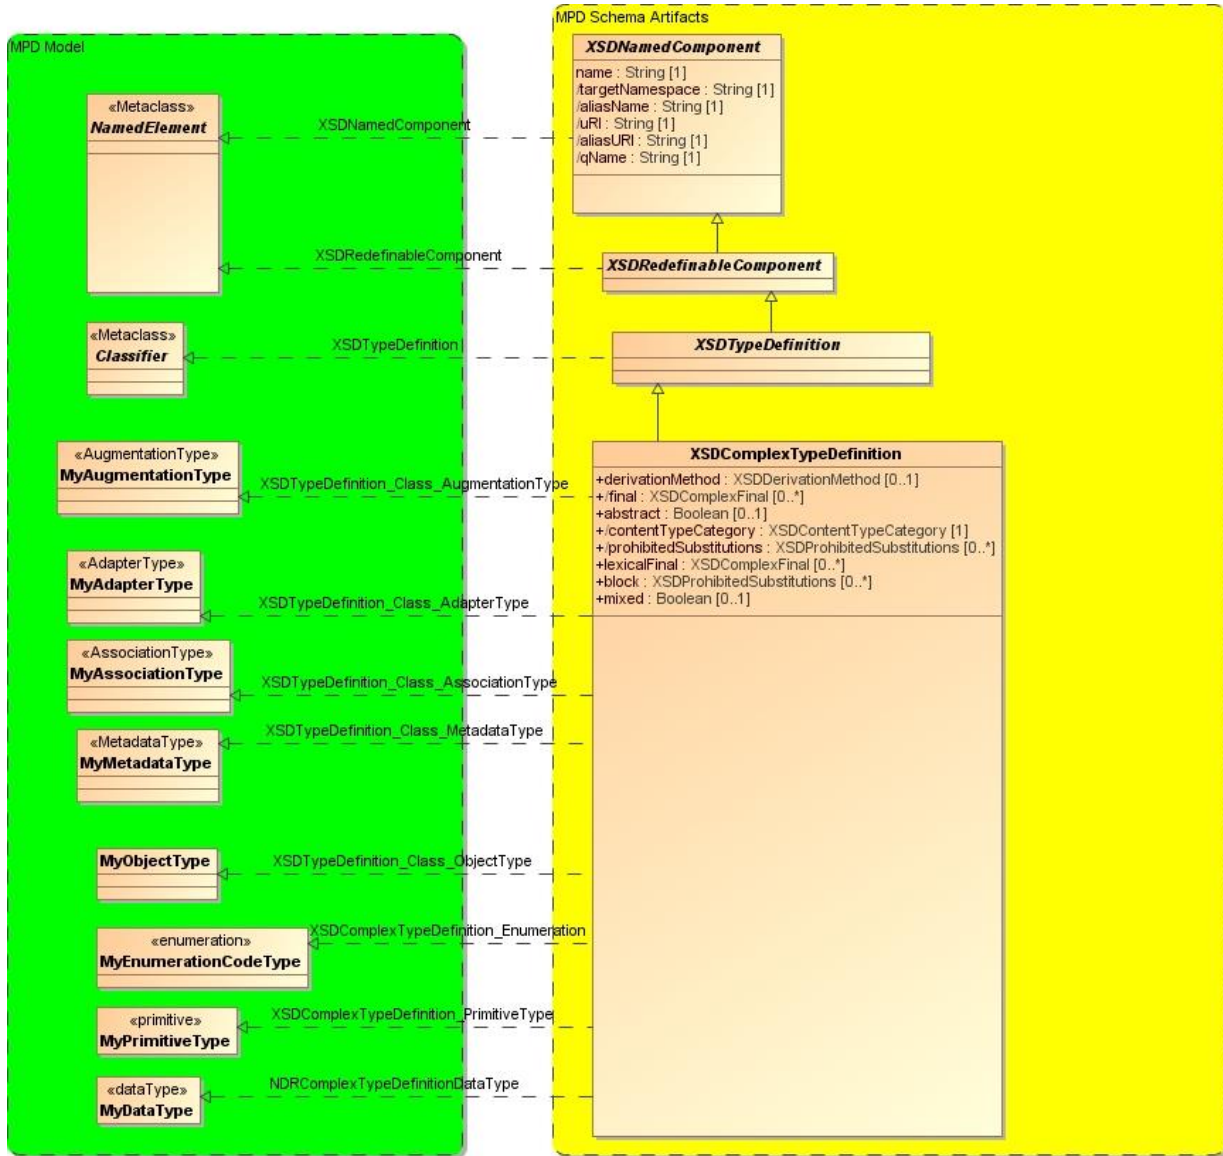 MPD Model
«Metaclass»
NamedElement
«Metaclass»
Classifier
«AugmentationType»
MyAugmentationType
«AdapterType»
MyAdapterType
«AssociationType»
MyAssociationType
«MetadataType»
MyMetadataType
MyObjectType
«enumeration»
MyEnumerationCodeType
«primitive»
MyPrimitiveType
«dataType»
MyDataType
XSDNamedComponent
XSDRedefinableComponent
XSDTypeDefinition
XSDTypeDefinition_Class_AugmentationType
XSDTypeDefinition_Class_AdapterType
XSDTypeDefinition_Class_AssociationType
XSDTypeDefinition_Class_MetadataType
XSDTypeDefinition_Class_ObjectType
XSDComplexTypeDefinition_Enumeration
XSDComplexTypeDefinition_PrimitiveType
NDRComplexTypeDefinitionDataType
MPD Schema Artifacts
XSDNamedComponent
name : String [1]
/targetNamespace : String [1]
/aliasName : String [1]
/uRI : String [1]
/aliasURI : String [1]
/qName : String [1]
XSDRedefinableComponent
XSDTypeDefinition
XSDComplexTypeDefinition
+derivationMethod : XSDDerivationMethod [0..1]
+/final : XSDComplexFinal [0..*]
+abstract : Boolean [0..1]
+/contentTypeCategory : XSDContentTypeCategory [1]
+/prohibitedSubstitutions : XSDProhibitedSubstitutions [0..*]
+lexicalFinal : XSDComplexFinal [0..*]
+block : XSDProhibitedSubstitutions [0..*]
+mixed : Boolean [0..1]